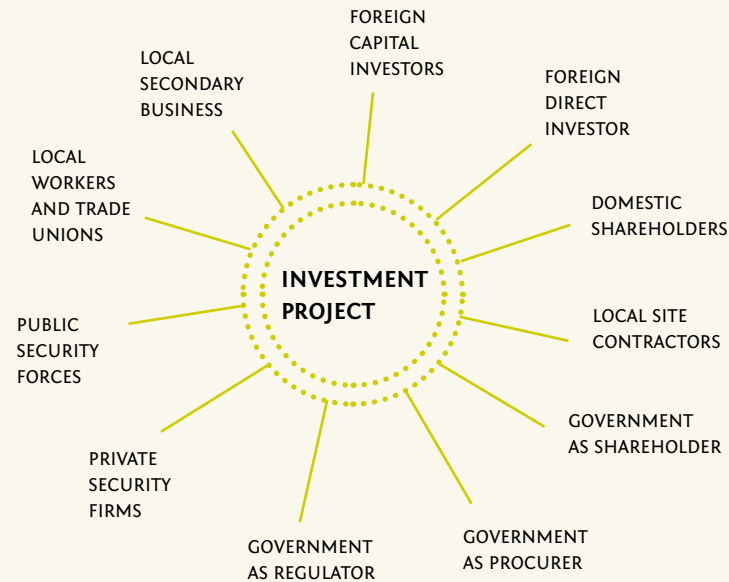 FOREIGN
CAPITAL
INVESTORS
LOCAL
SECONDARY
BUSINESS
FOREIGN
DIRECT
INVESTOR
LOCAL
WORKERS
AND TRADE
UNIONS
DOMESTIC
SHAREHOLDERS
INVESTMENT
PROJECT
PUBLIC
SECURITY
FORCES
LOCAL SITE
CONTRACTORS
GOVERNMENT
AS SHAREHOLDER
PRIVATE
SECURITY
FIRMS
GOVERNMENT
AS REGULATOR
GOVERNMENT
AS PROCURER